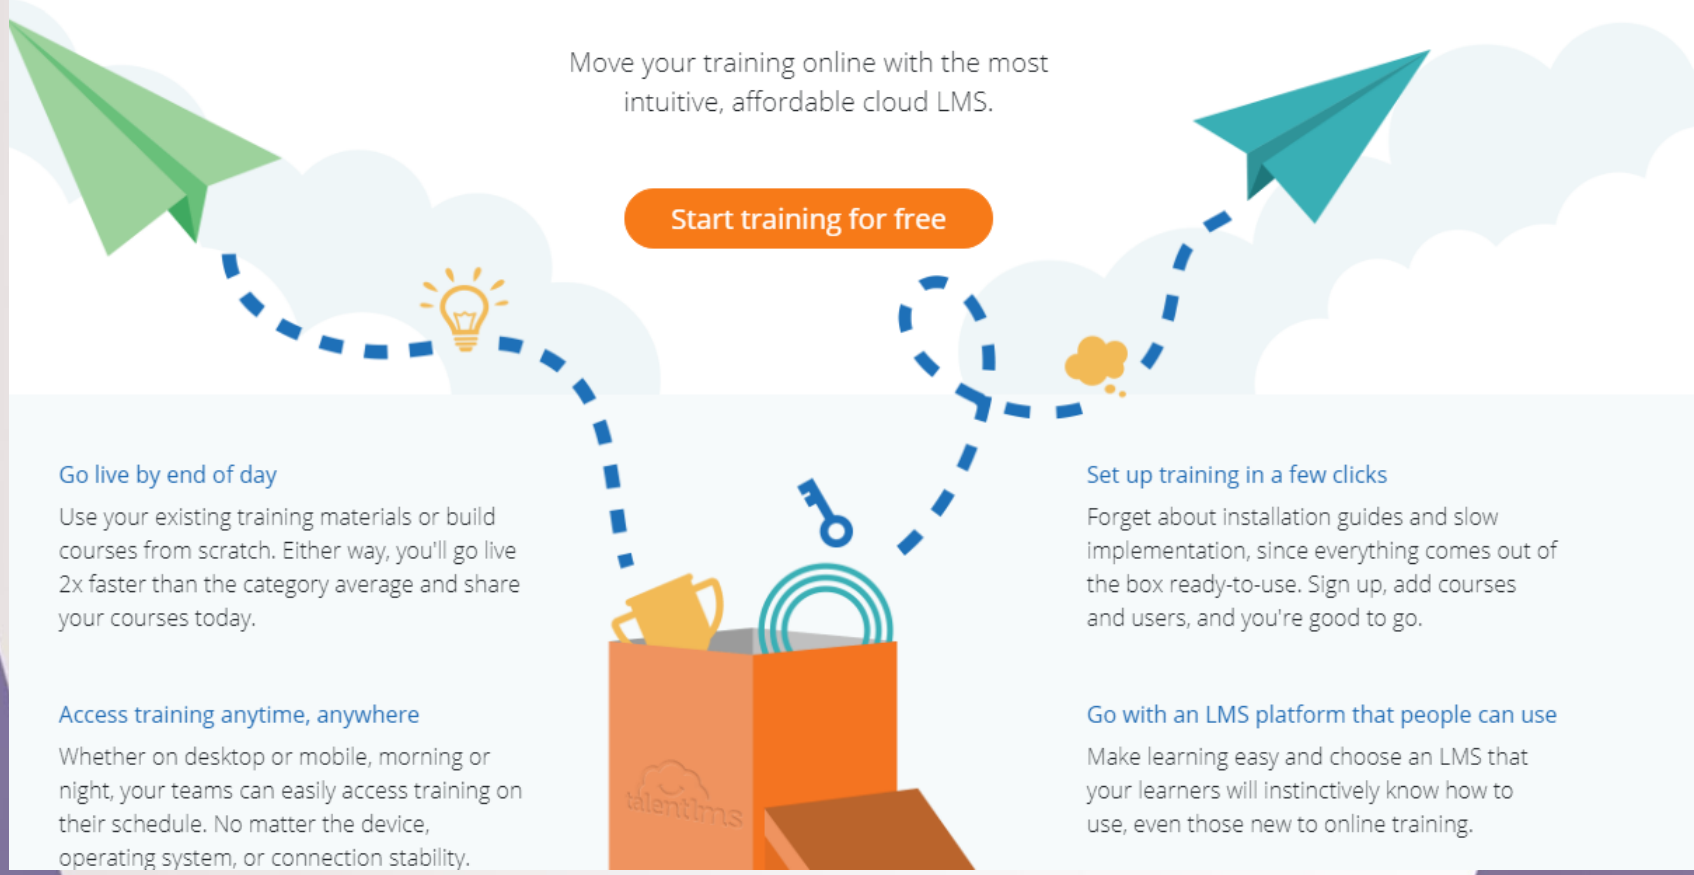 Move your training online with the most
intuitive, affordable cloud LMS.
Start training for free
Go live by end of day
Use your existing training materials or build
courses from scratch. Either way, you'll go live
2x faster than the category average and share
your courses today.
Set up training in a few clicks
Forget about installation guides and slow
implementation, since everything comes out of
the box ready-to-use. Sign up, add courses
and users, and you're good to go.
Access training anytime, anywhere
Whether on desktop or mobile, morning or
night, your teams can easily access training on
their schedule. No matter the device,
operating system, or connection stability.
Go with an LMS platform that people can use
Make learning easy and choose an LMS that
your learners will instinctively know how to
use, even those new to online training.
talentlms